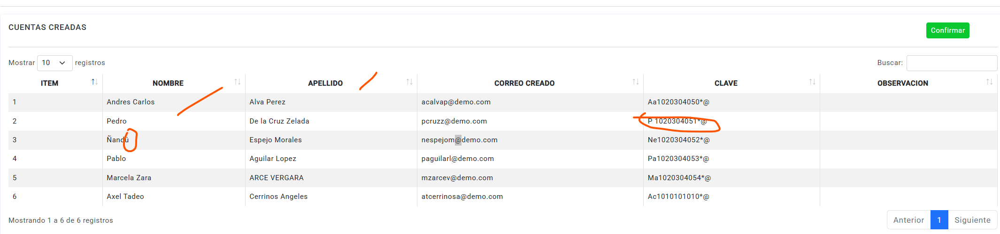 CUENTAS CREADAS
Confirmar
Mostrar 10 registros
Buscar:
ITEM NOMBRE APELLIDO CORREO CREADO CLAVE OBSERVACION
1 Andres Carlos Alva Perez acalvap@demo.com Aa1020304050*@
2 Pedro De la Cruz Zelada pcruzz@demo.com P 1020304051*@
3 Ñandú Espejo Morales nespejom@demo.com Ne1020304052*@
4 Pablo Aguilar Lopez paguilarl@demo.com Pa1020304053*@
5 Marcela Zara ARCE VERGARA mzarcev@demo.com Ma1020304054*@
6 Axel Tadeo Cerrinos Angeles atcerrinosa@demo.com Ac1010101010*@
Mostrando 1 a 6 de 6 registros
Anterior 1 Siguiente